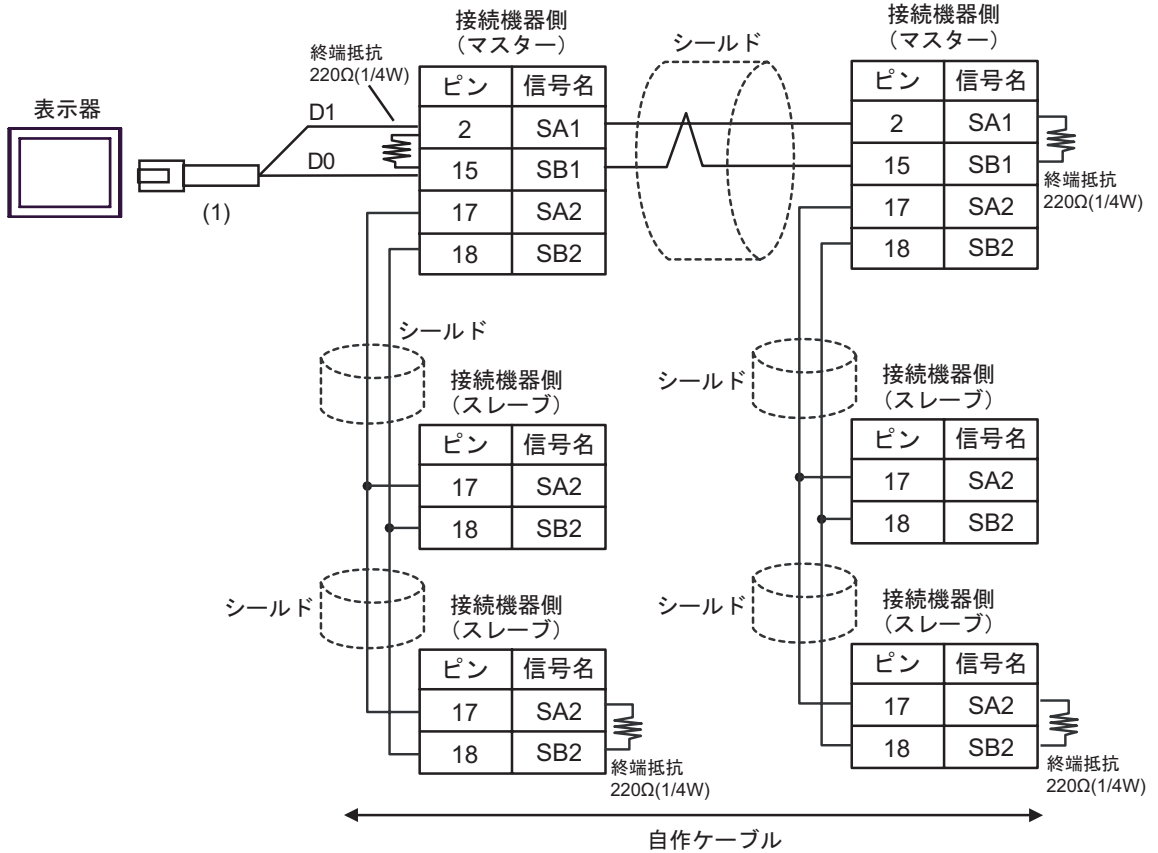 接続機器側
（マスター）
接続機器側
（マスター）
シールド
終端抵抗
220Ω(1/4W)
表示器
D1
D0
(1)
ピン 信号名
2 SA1
15 SB1
17 SA2
18 SB2
ピン 信号名
2 SA1
15 SB1
17 SA2
18 SB2
終端抵抗
220Ω(1/4W)
シールド
接続機器側
（スレーブ）
ピン 信号名
17 SA2
18 SB2
シールド
接続機器側
（スレーブ）
ピン 信号名
17 SA2
18 SB2
シールド
接続機器側
（スレーブ）
ピン 信号名
17 SA2
18 SB2
終端抵抗
220Ω(1/4W)
シールド
接続機器側
（スレーブ）
ピン 信号名
17 SA2
18 SB2
終端抵抗
220Ω(1/4W)
自作ケーブル